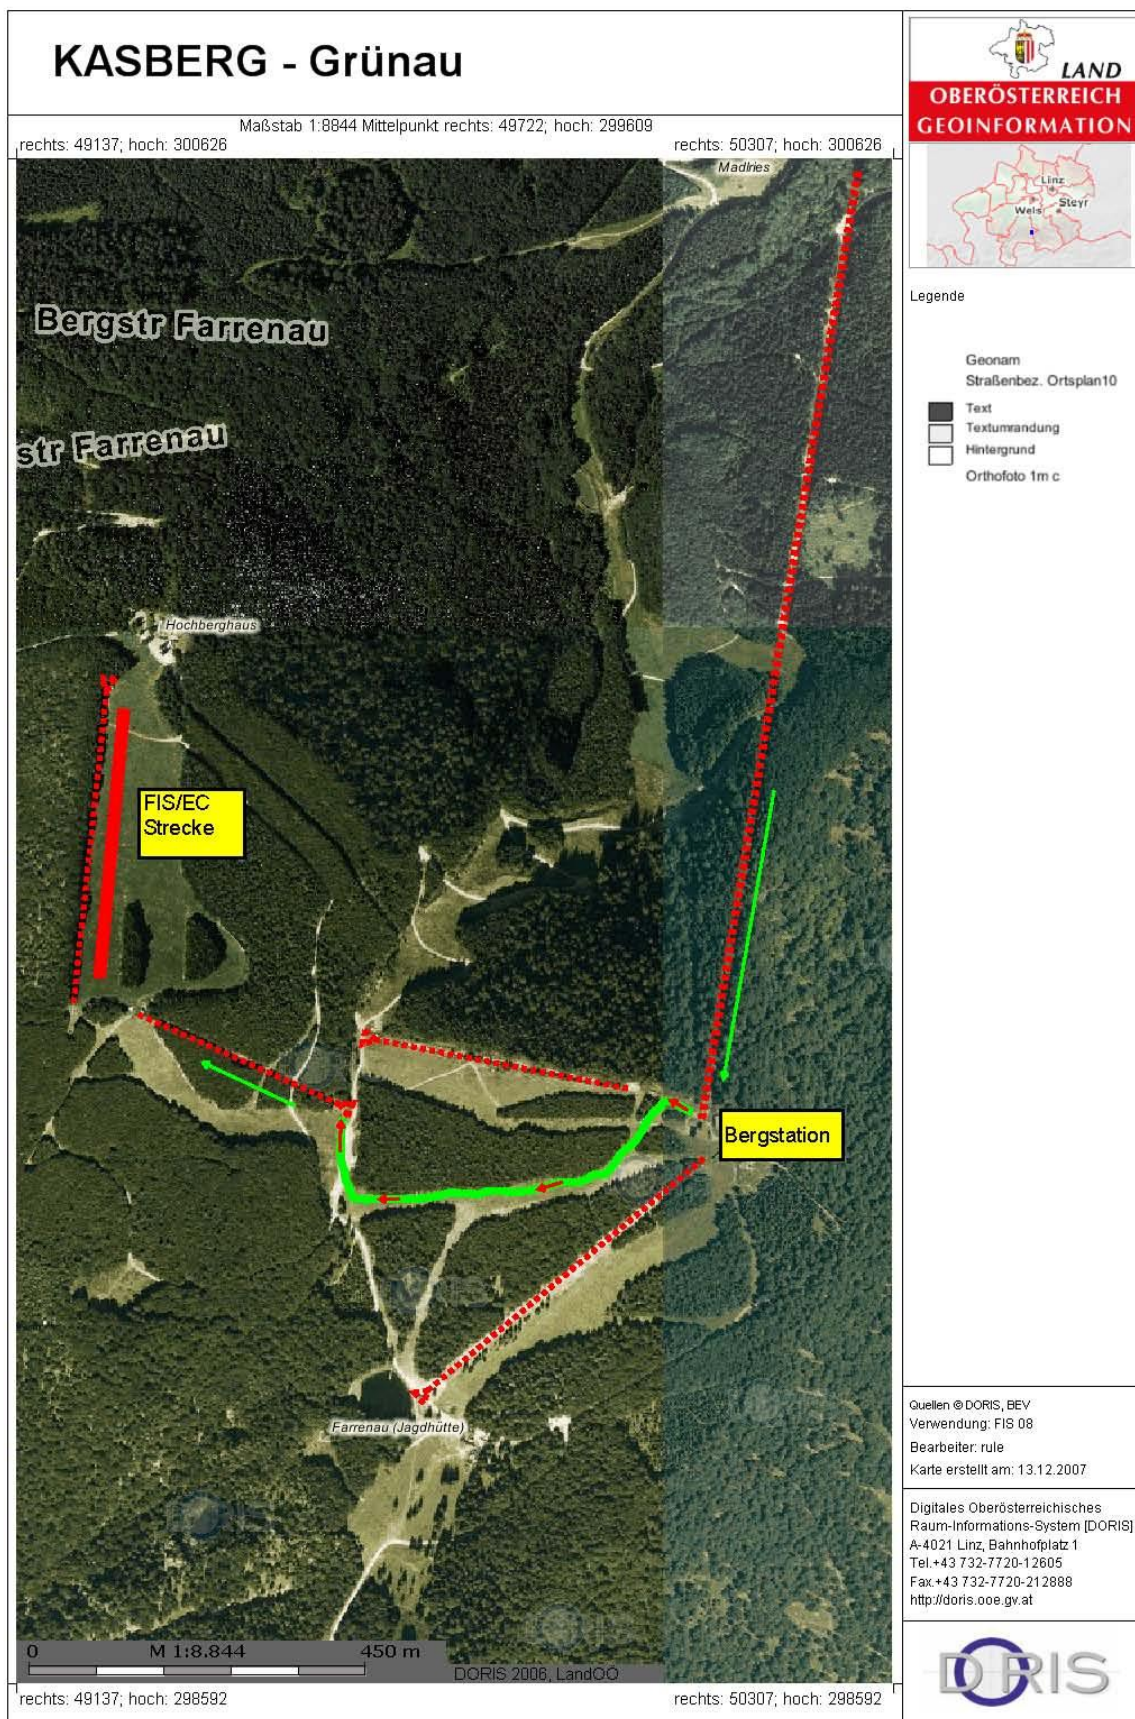 KASBERG - Grünau
Maßstab 1:8844 Mittelpunkt rechts: 49722; hoch: 299609
rechts: 49137; hoch: 300626
rechts: 50307; hoch: 300626
Madlries
Bergstr Farrenau
str Farrenau
Hochberghaus
FIS/EC
Strecke
Bergstation
Farrenau (Jagdhütte)
0 M 1:8.844 450 m
DORIS 2006, LandOÖ
rechts: 49137; hoch: 298592
rechts: 50307; hoch: 298592
LAND
OBERÖSTERREICH
GEOINFORMATION
Linz
Wels
Steyr
Legende
Geonam
Straßenbez. Ortsplan10
Text
Textumrandung
Hintergrund
Orthofoto 1m c
Quellen © DORIS, BEV
Verwendung: FIS 08
Bearbeiter: rule
Karte erstellt am: 13.12.2007
Digitales Oberösterreichisches
Raum-Informations-System [DORIS]
A-4021 Linz, Bahnhofplatz 1
Tel.+43 732-7720-12605
Fax.+43 732-7720-212888
http://doris.ooe.gv.at
DORIS